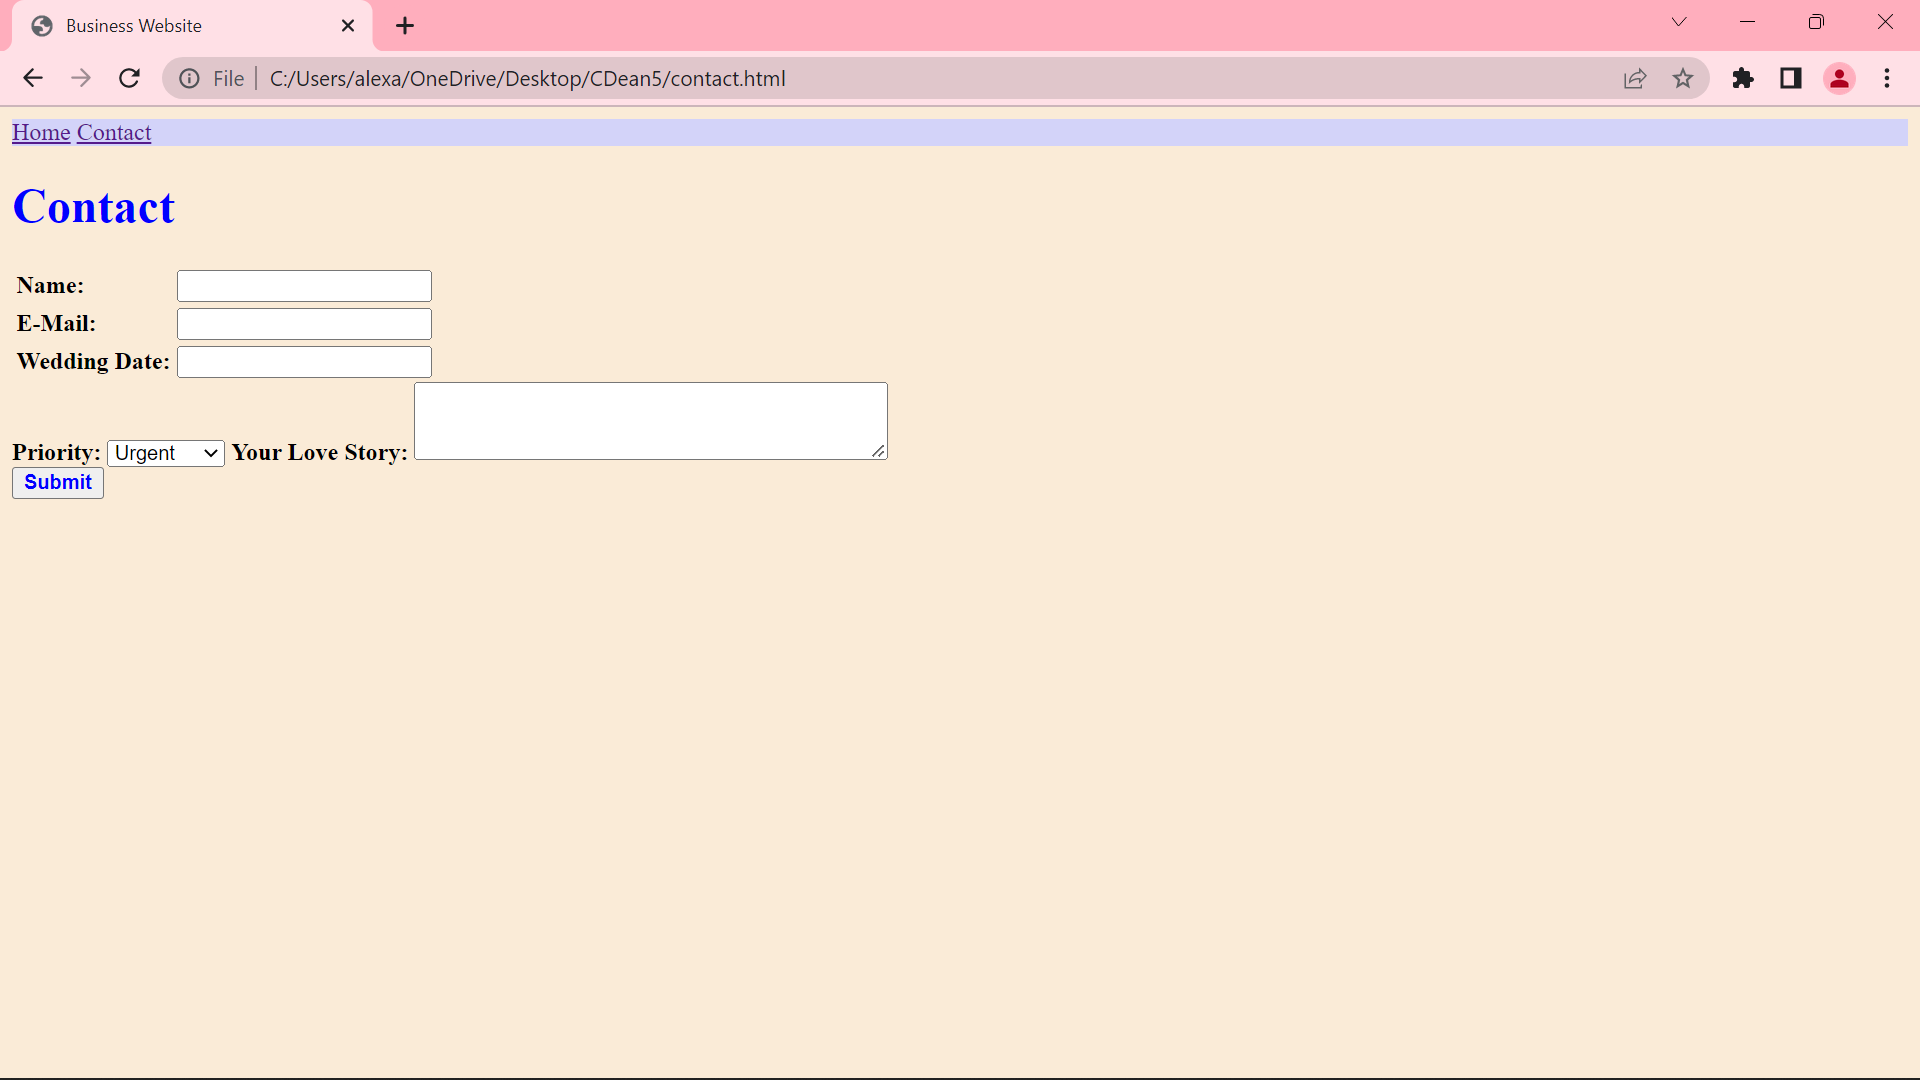 Business Website
File C:/Users/alexa/OneDrive/Desktop/CDean5/contact.html
Home Contact
Contact
Name:
E-Mail:
Wedding Date:
Priority: Urgent Your Love Story:
Submit